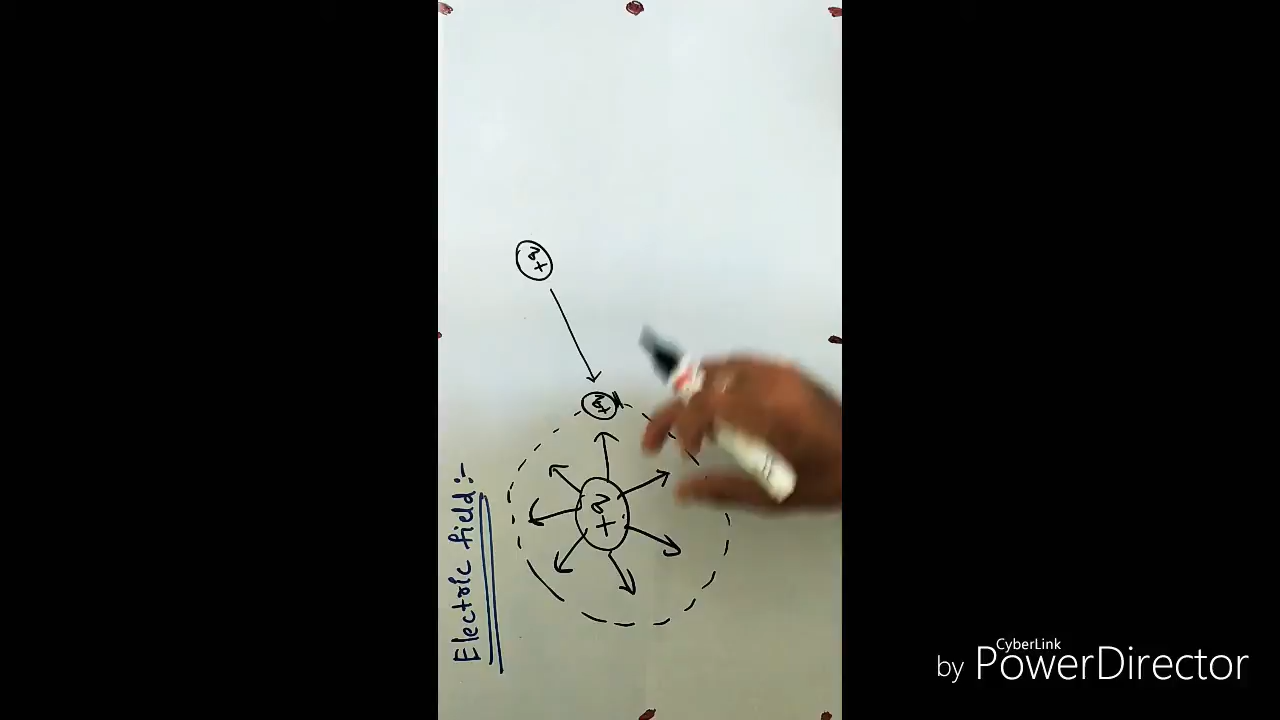 Electric field:-
+q
+q
+q
CyberLink
by PowerDirector